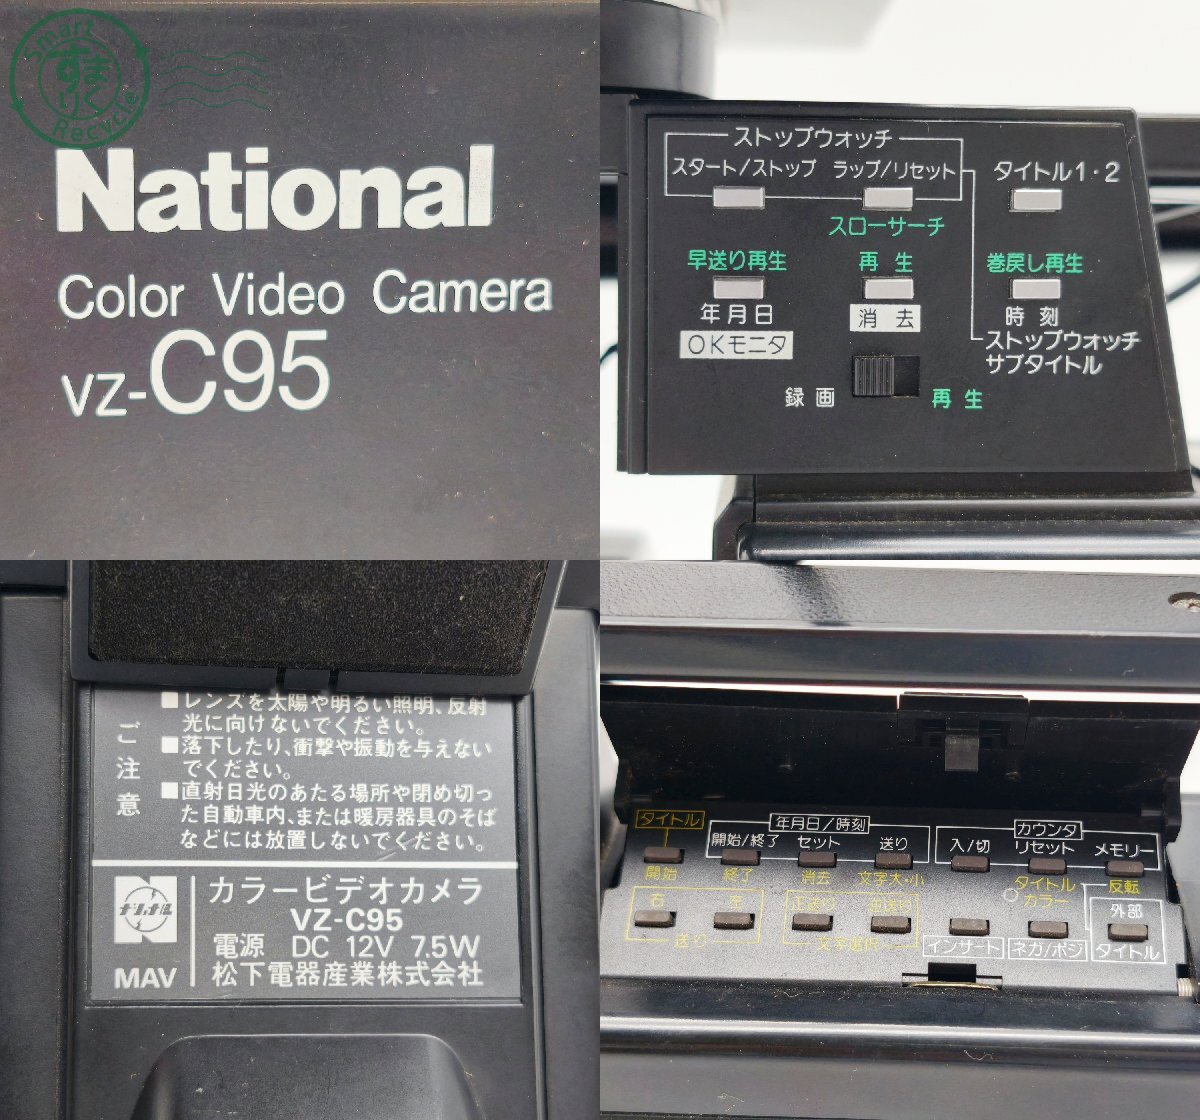 Smart
すまりく
Recycle
National
Color Video Camera
VZ-C95
ストップウォッチ
スタート/ストップ ラップ/リセット タイトル1・2
スローサーチ
早送り再生 再生 巻戻し再生
年月日 消去 時刻
OKモニタ
ストップウォッチ
サブタイトル
録画 再生
ご注意
■レンズを太陽や明るい照明、反射
光に向けないでください。
■落下したり、衝撃や振動を与えない
でください。
■直射日光のあたる場所や閉め切っ
た自動車内、または暖房器具のそば
などには放置しないでください。
ナショナル
MAV
カラービデオカメラ
VZ-C95
電源 DC 12V 7.5W
松下電器産業株式会社
タイトル 年月日/時刻 カウンタ
開始/終了 セット 送り 入/切 リセット メモリー
開始 終了 消去 文字大・小 タイトル
カラー 反転
右 左 正送り 逆送り 外部
送り 文字選択 インサート ネガ/ポジ タイトル